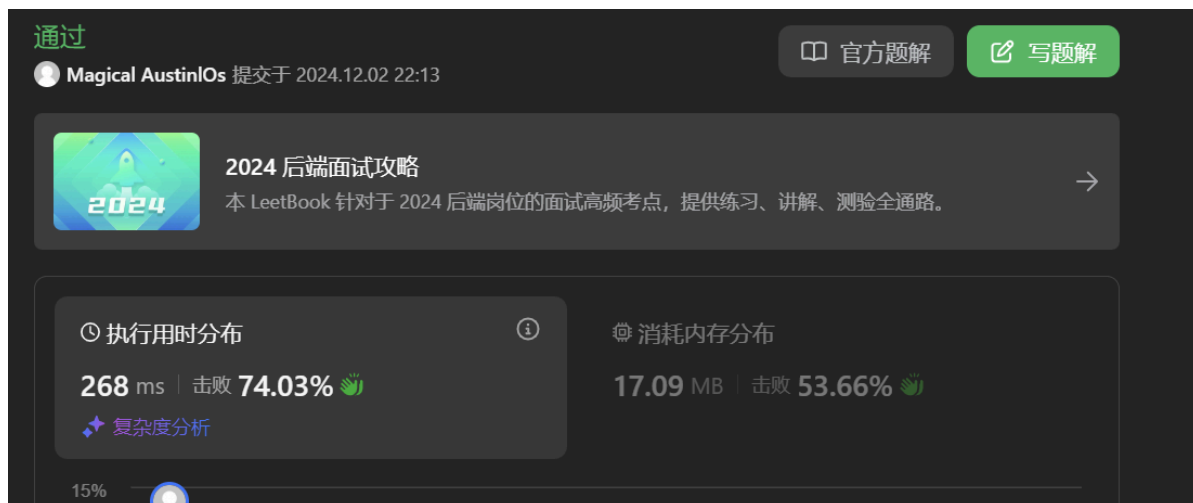 通过
官方题解
写题解
Magical AustinlOs 提交于 2024.12.02 22:13
2024
2024 后端面试攻略
本 LeetBook 针对于 2024 后端岗位的面试高频考点，提供练习、讲解、测验全通路。
执行用时分布
268 ms 击败 74.03%
复杂度分析
消耗内存分布
17.09 MB 击败 53.66%
15%